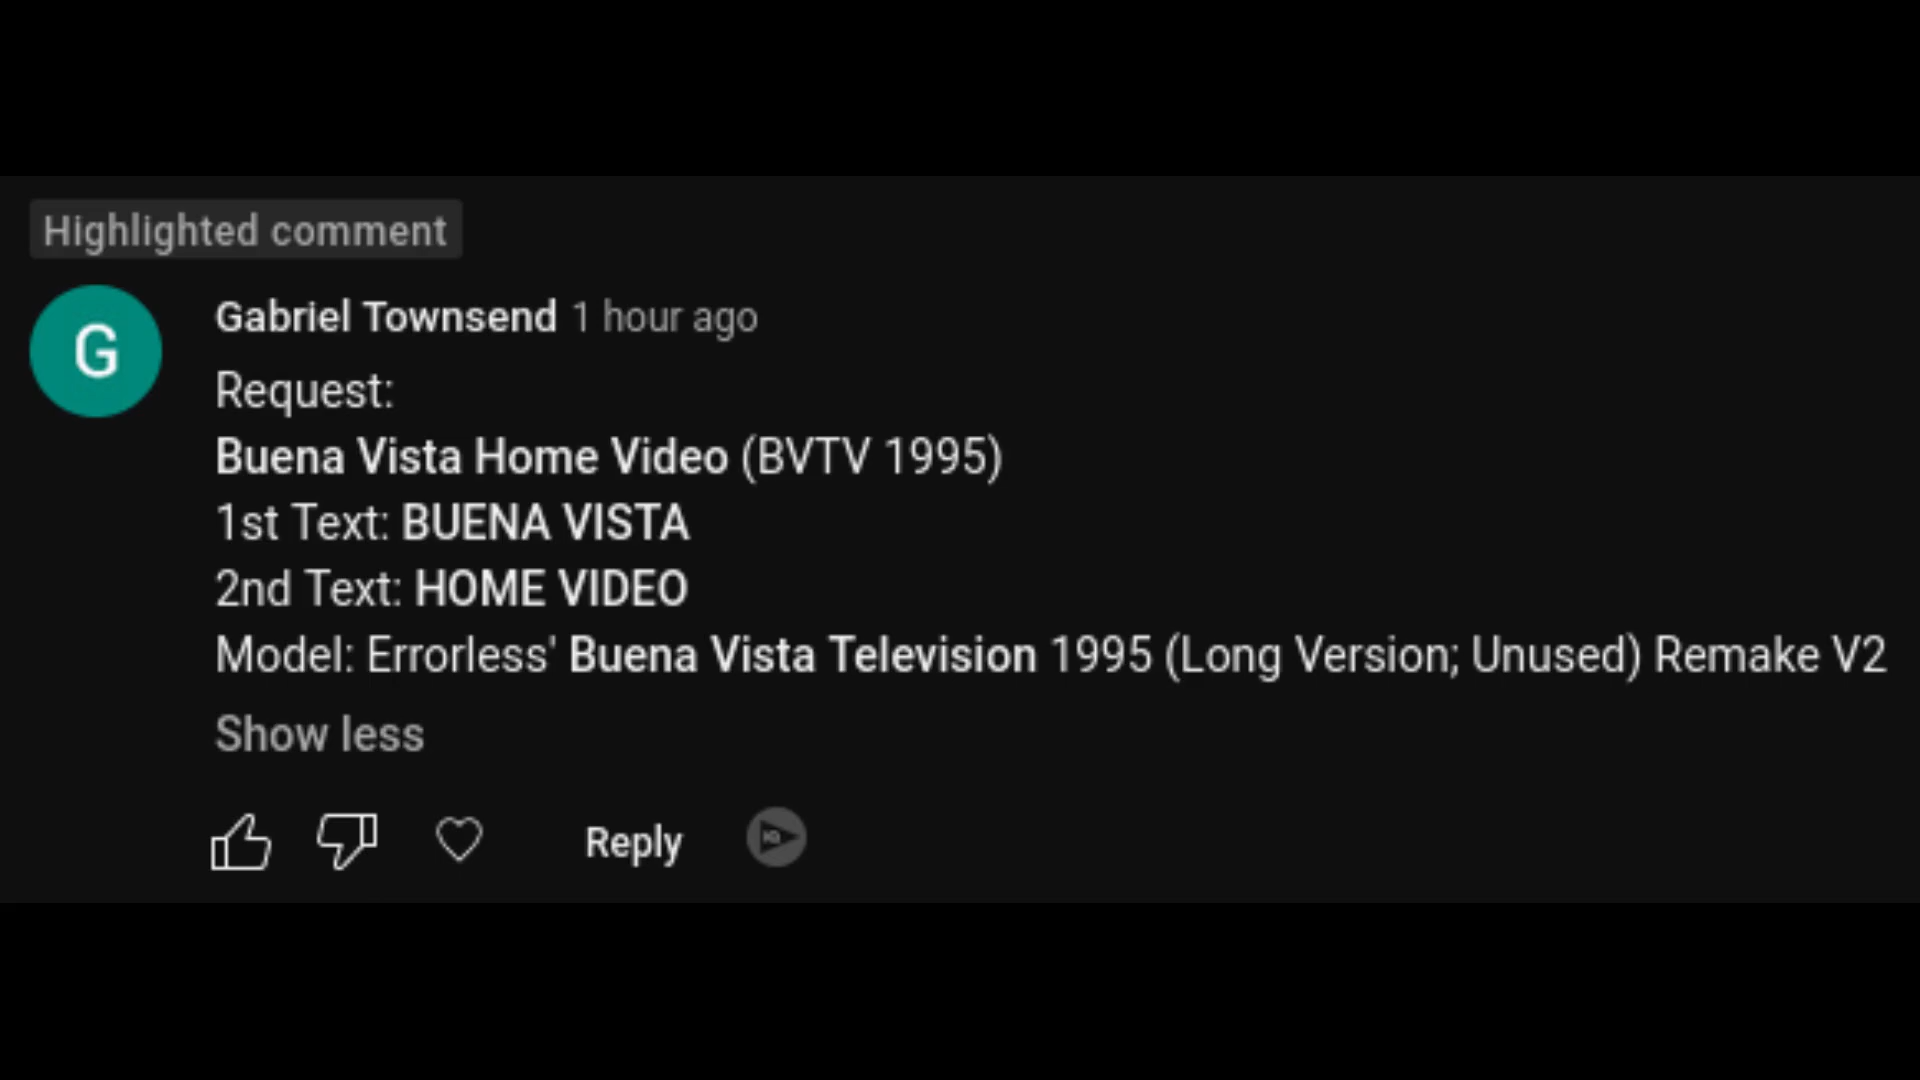 Highlighted comment
G
Gabriel Townsend 1 hour ago
Request:
Buena Vista Home Video (BVTV 1995)
1st Text: BUENA VISTA
2nd Text: HOME VIDEO
Model: Errorless' Buena Vista Television 1995 (Long Version; Unused) Remake V2
Show less
Reply